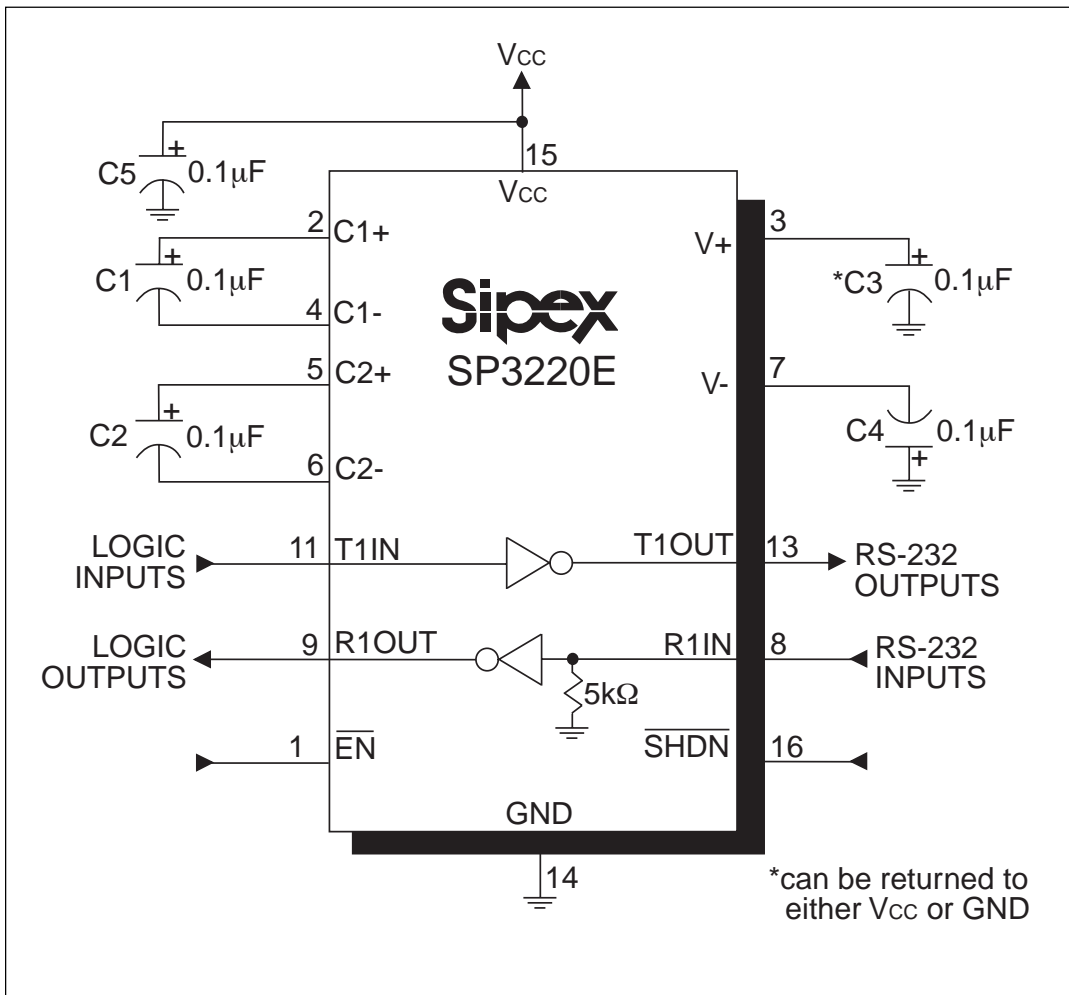 VCC
+
C5
0.1µF
15
VCC
2
C1+
+
C1
0.1µF
4
C1-
5
C2+
+
C2
0.1µF
6
C2-
Sipex
SP3220E
V+
3
+
*C3
0.1µF
V-
7
C4
0.1µF
+
LOGIC
INPUTS
11
T1IN
T1OUT
13
RS-232
OUTPUTS
LOGIC
OUTPUTS
9
R1OUT
R1IN
8
RS-232
INPUTS
5kΩ
1
EN
SHDN
16
GND
14
*can be returned to
either VCC or GND